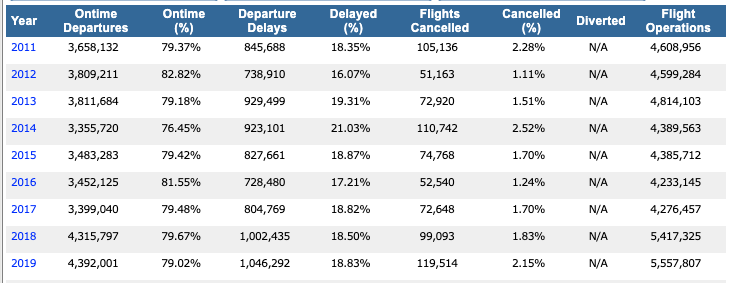 Year Ontime Departures Ontime (%) Departure Delays Delayed (%) Flights Cancelled Cancelled (%) Diverted Flight Operations
2011 3,658,132 79.37% 845,688 18.35% 105,136 2.28% N/A 4,608,956
2012 3,809,211 82.82% 738,910 16.07% 51,163 1.11% N/A 4,599,284
2013 3,811,684 79.18% 929,499 19.31% 72,920 1.51% N/A 4,814,103
2014 3,355,720 76.45% 923,101 21.03% 110,742 2.52% N/A 4,389,563
2015 3,483,283 79.42% 827,661 18.87% 74,768 1.70% N/A 4,385,712
2016 3,452,125 81.55% 728,480 17.21% 52,540 1.24% N/A 4,233,145
2017 3,399,040 79.48% 804,769 18.82% 72,648 1.70% N/A 4,276,457
2018 4,315,797 79.67% 1,002,435 18.50% 99,093 1.83% N/A 5,417,325
2019 4,392,001 79.02% 1,046,292 18.83% 119,514 2.15% N/A 5,557,807